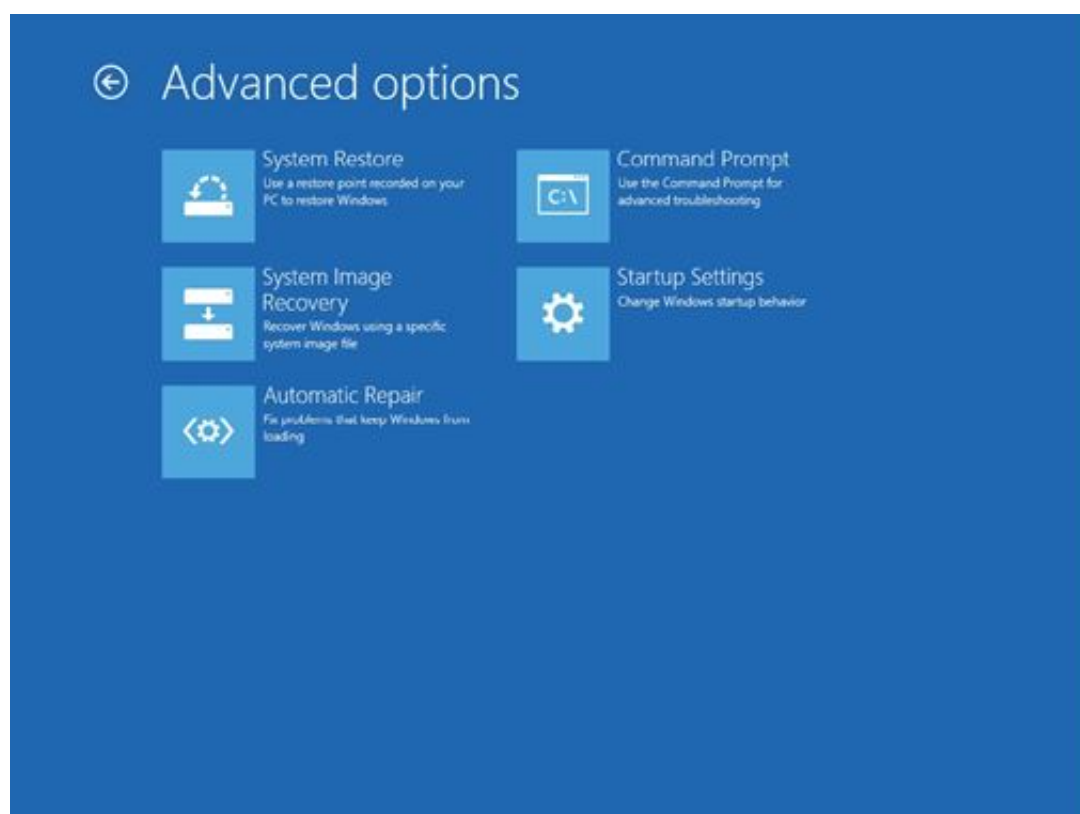 Advanced options
System Restore
Use a restore point recorded on your
PC to restore Windows
System Image
Recovery
Recover Windows using a specific
system image file
Automatic Repair
Fix problems that keep Windows from
loading
Command Prompt
Use the Command Prompt for
advanced troubleshooting
C:\
Startup Settings
Change Windows startup behavior